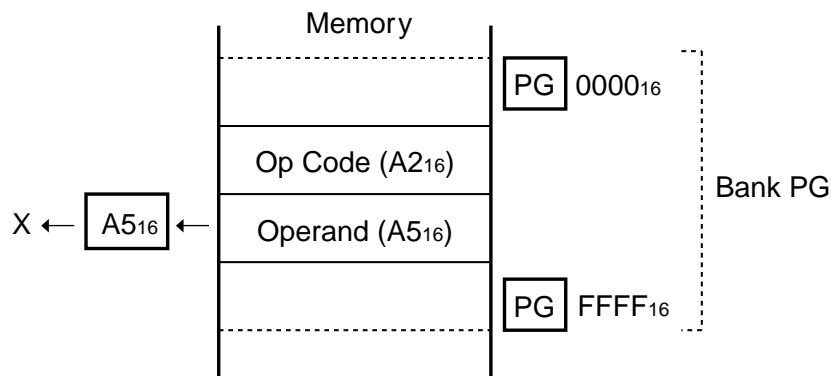 Memory
PG 0000₁₆
Op Code (A2₁₆)
Bank PG
X ← A5₁₆ ←
Operand (A5₁₆)
PG FFFF₁₆